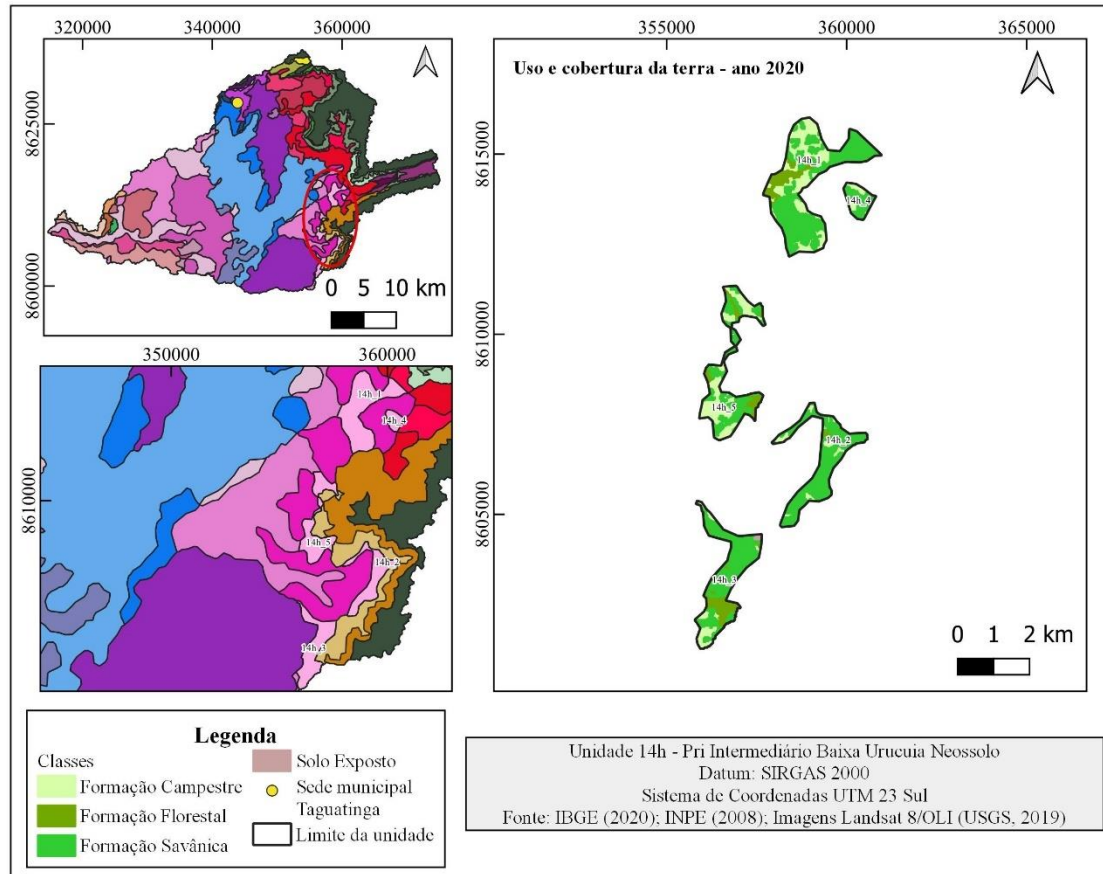 320000 340000 360000
8625000
8600000
0 5 10 km
350000 360000
8610000
14h_1
14h_4
14h_5
14h_2
14h_3
355000 360000 365000
Uso e cobertura da terra - ano 2020
8615000
8610000
8605000
14h_1
14h_4
14h_5
14h_2
14h_3
0 1 2 km
Legenda
Classes
Formação Campestre
Formação Florestal
Formação Savânica
Solo Exposto
Sede municipal
Taguatinga
Limite da unidade
Unidade 14h - Pri Intermediário Baixa Urucuia Neossolo
Datum: SIRGAS 2000
Sistema de Coordenadas UTM 23 Sul
Fonte: IBGE (2020); INPE (2008); Imagens Landsat 8/OLI (USGS, 2019)